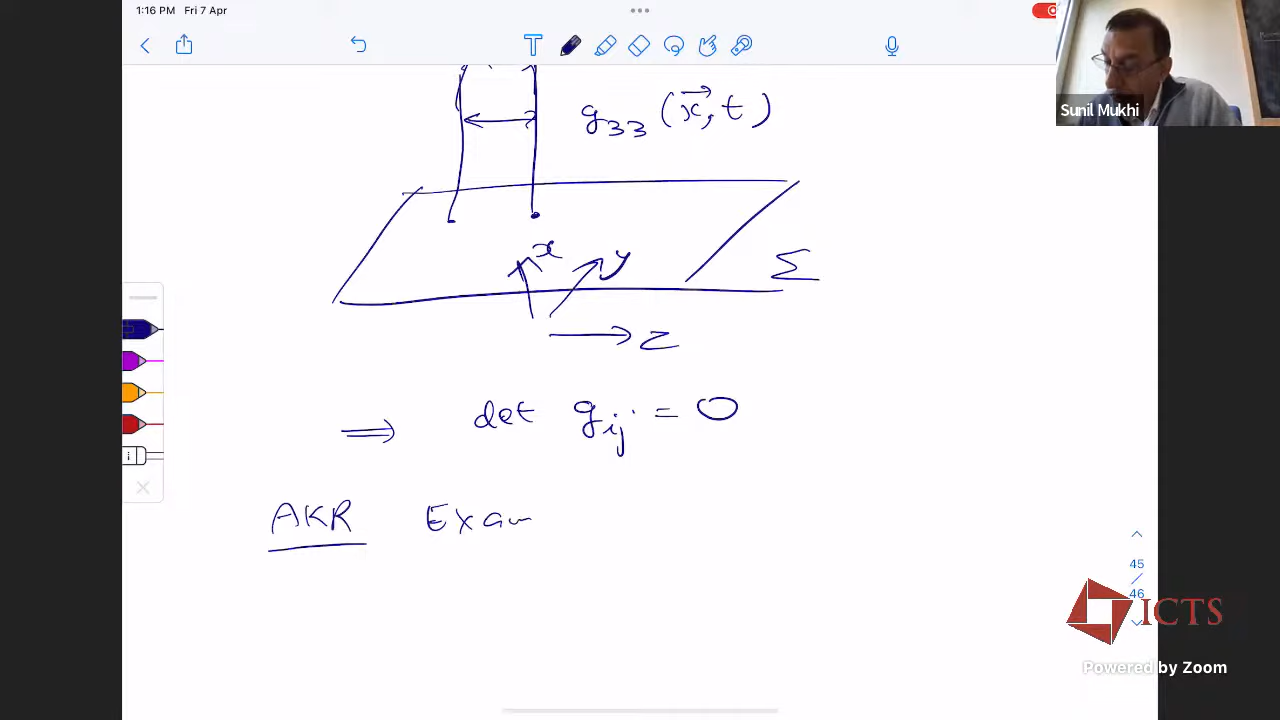 1:16 PM Fri 7 Apr
Sunil Mukhi
g₃₃ (x⃗, t)
x y
Σ
z
⇒ det g_ij = 0
AKR Exam
45
/
46
ICTS
Powered by Zoom